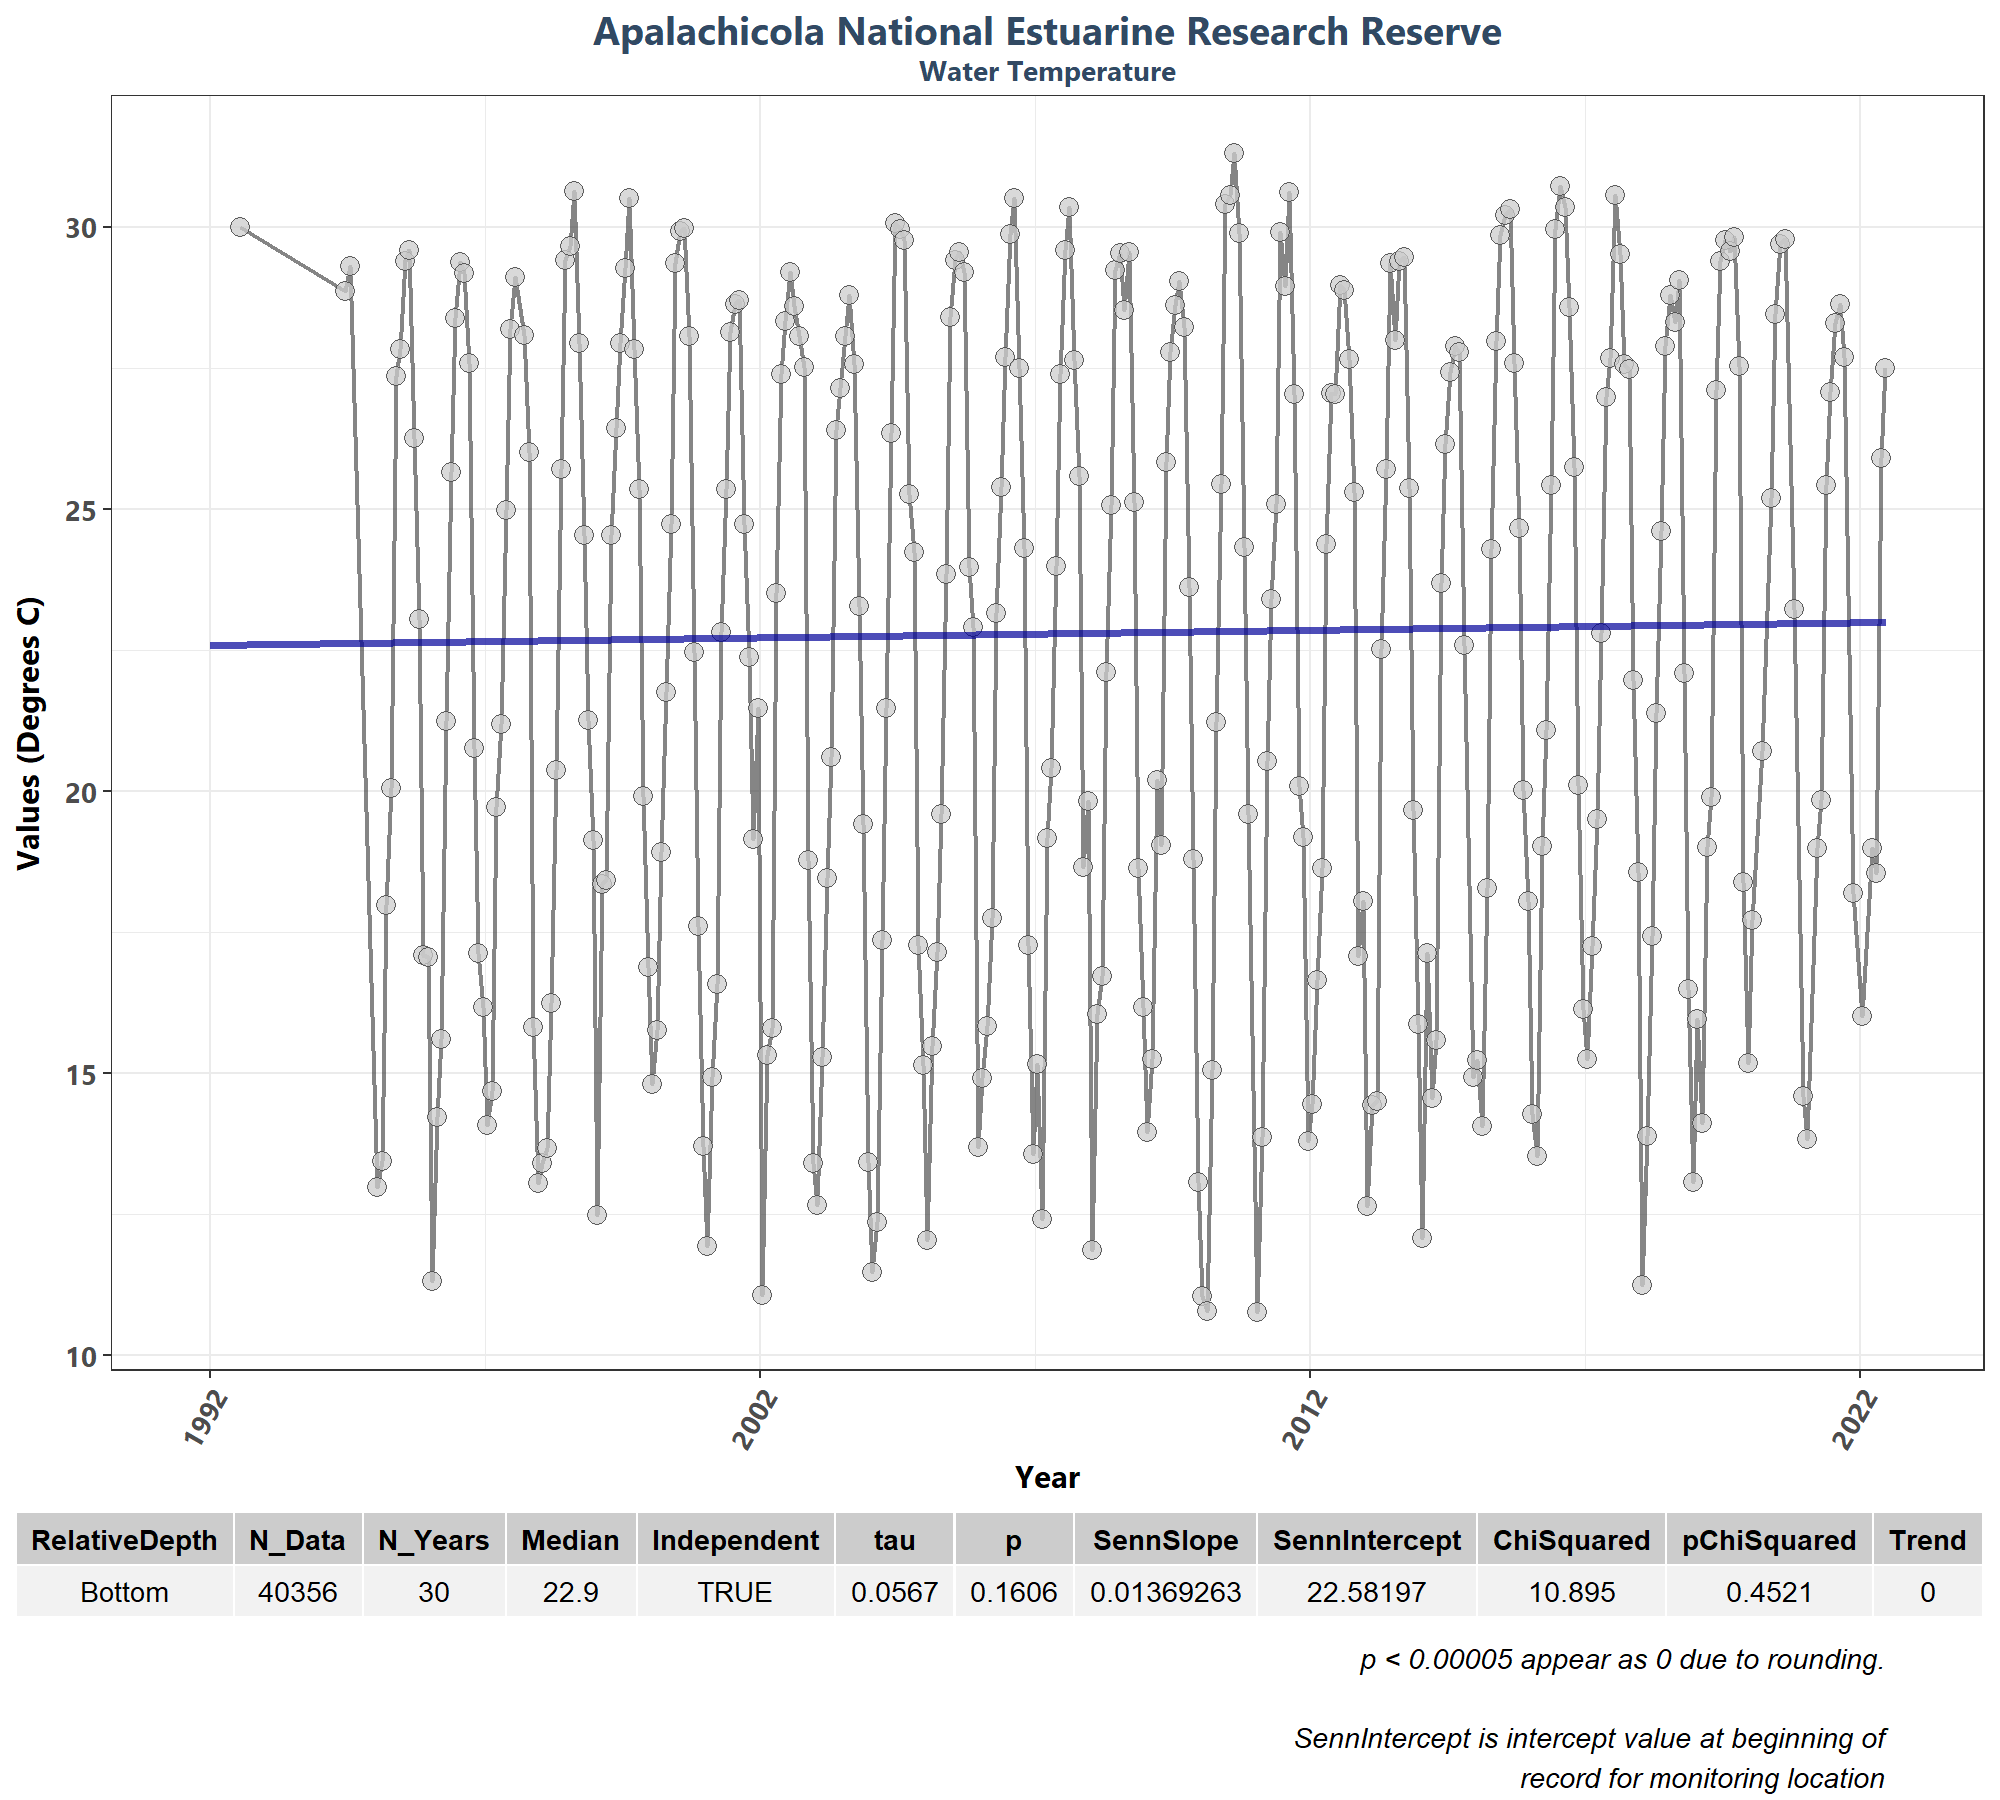 Apalachicola National Estuarine Research Reserve
Water Temperature
Values (Degrees C)
30
25
20
15
10
1992
2002
2012
2022
Year
RelativeDepth N_Data N_Years Median Independent tau p SennSlope SennIntercept ChiSquared pChiSquared Trend
Bottom 40356 30 22.9 TRUE 0.0567 0.1606 0.01369263 22.58197 10.895 0.4521 0
p < 0.00005 appear as 0 due to rounding.
SennIntercept is intercept value at beginning of
record for monitoring location